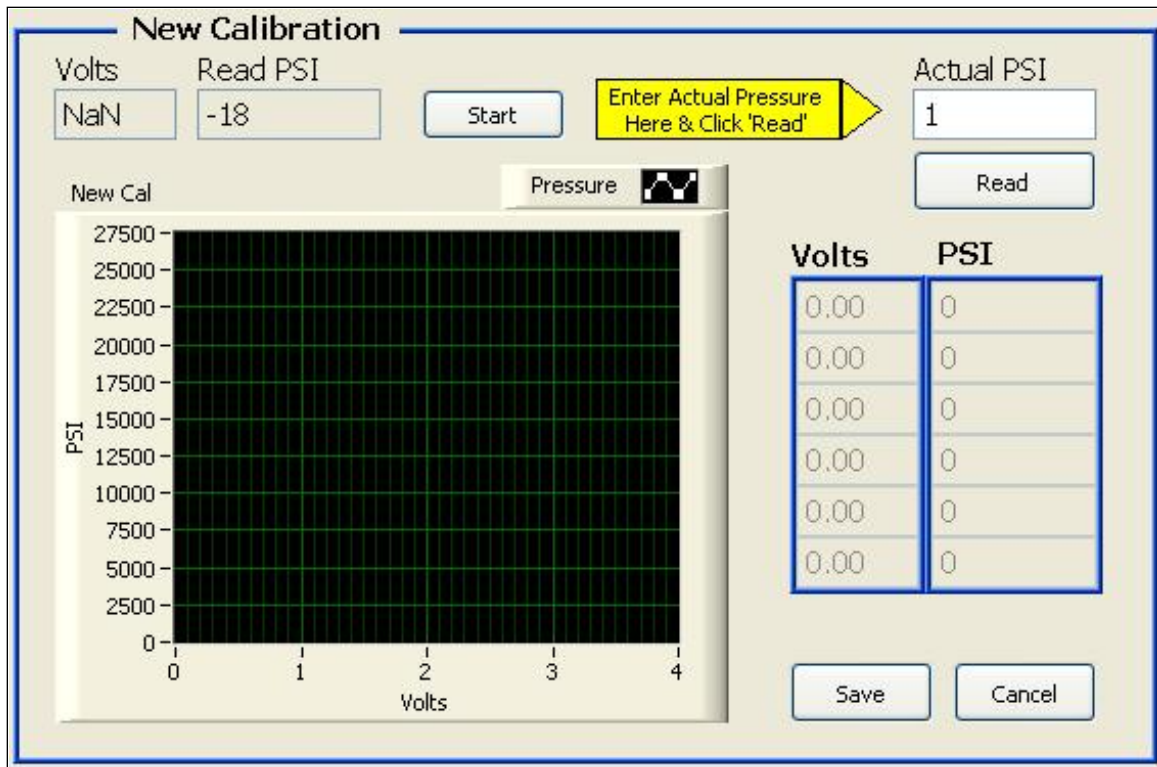 New Calibration
Volts
Read PSI
Actual PSI
NaN
-18
Start
Enter Actual Pressure
Here & Click 'Read'
1
Read
New Cal
Pressure
27500
25000
22500
20000
17500
15000
12500
10000
7500
5000
2500
0
PSI
0 1 2 3 4
Volts
Volts PSI
0.00 0
0.00 0
0.00 0
0.00 0
0.00 0
0.00 0
Save
Cancel